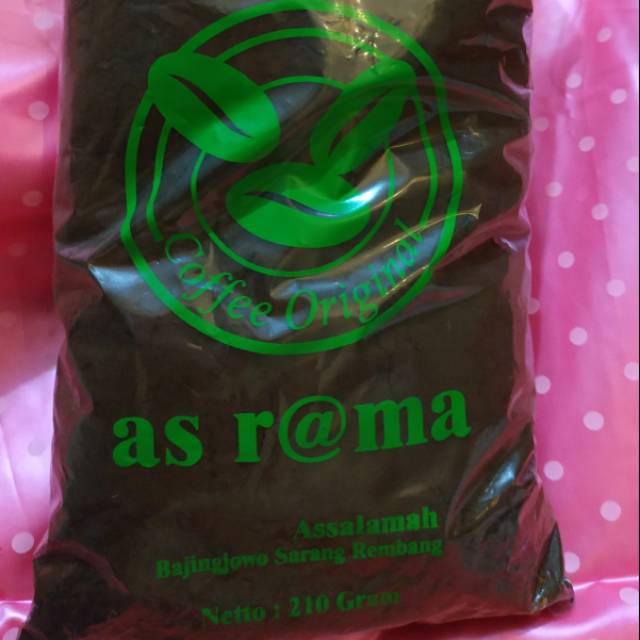 Coffee Original
as r@ma
Assalamah
Bajingjowo Sarang Rembang
Netto : 210 Gram